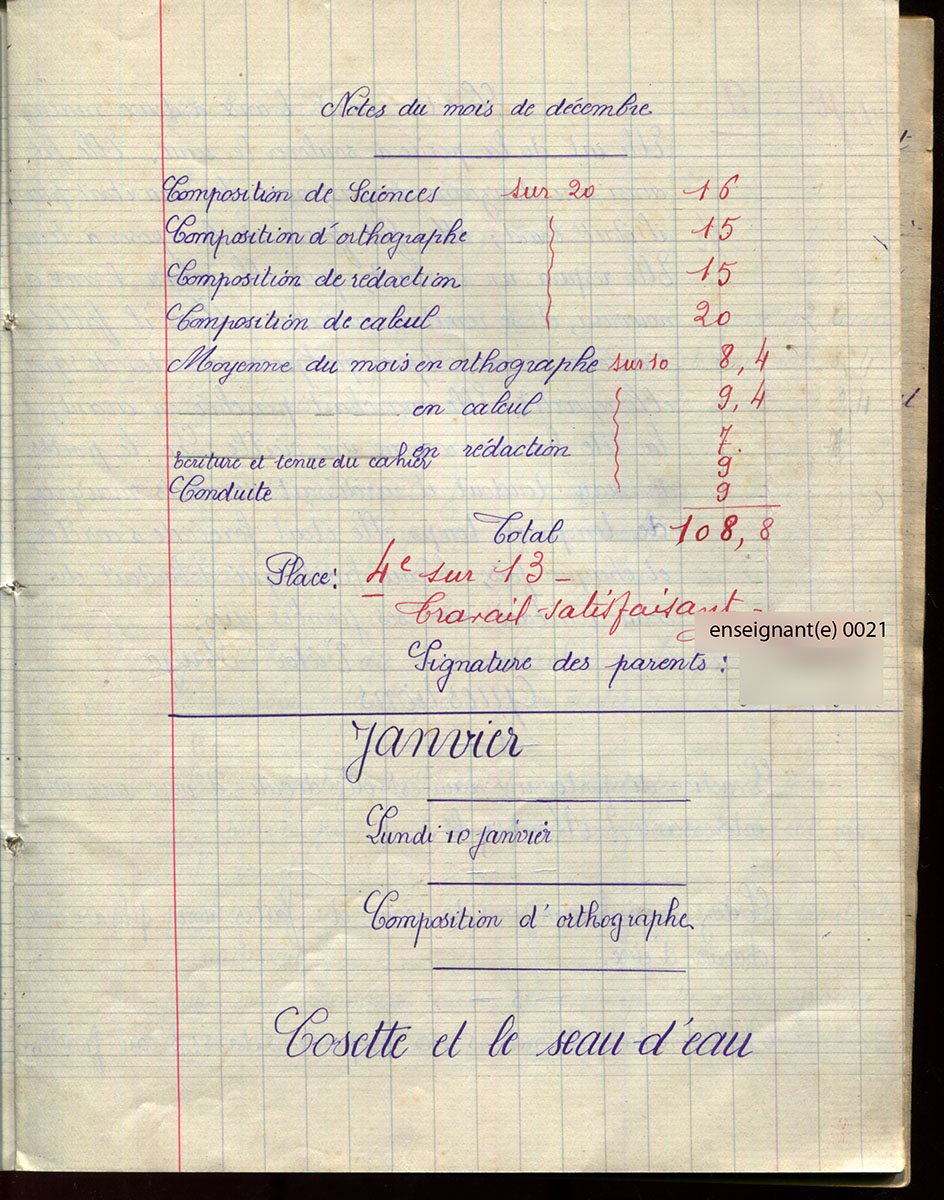 Notes du mois de décembre
Composition de Sciences sur 20 16
Composition d'orthographe 15
Composition de rédaction 15
Composition de calcul 20
Moyenne du mois en orthographe sur 10 8,4
en calcul 9,4
en rédaction 7
Ecriture et tenue du cahier 9
Conduite 9
Total 108,8
Place: 4e sur 13 –
Travail satisfaisant –
enseignant(e) 0021
Signature des parents :
Janvier
Lundi 10 janvier
Composition d'orthographe
Cosette et le seau d'eau